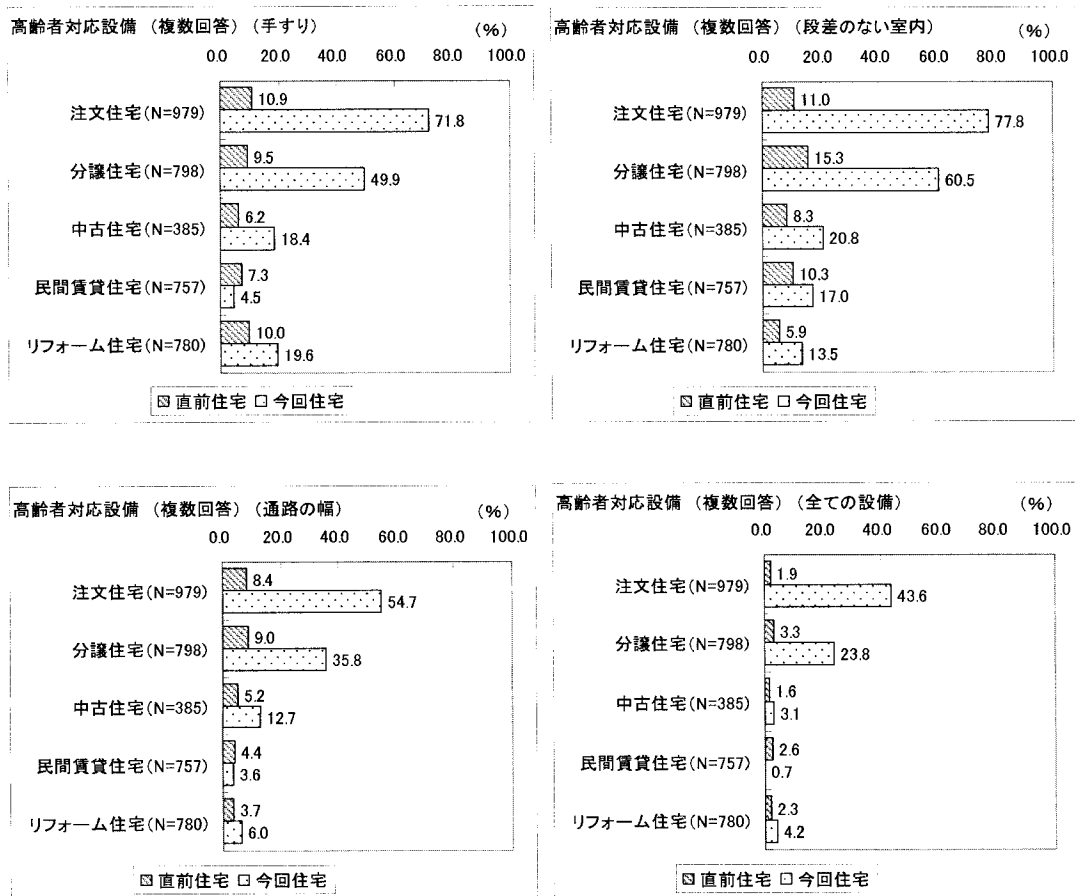 高齢者対応設備 (複数回答) (手すり) (%)
0.0 20.0 40.0 60.0 80.0 100.0
注文住宅(N=979) 10.9 71.8
分譲住宅(N=798) 9.5 49.9
中古住宅(N=385) 6.2 18.4
民間賃貸住宅(N=757) 7.3 4.5
リフォーム住宅(N=780) 10.0 19.6
直前住宅 今回住宅
高齢者対応設備 (複数回答) (段差のない室内) (%)
0.0 20.0 40.0 60.0 80.0 100.0
注文住宅(N=979) 11.0 77.8
分譲住宅(N=798) 15.3 60.5
中古住宅(N=385) 8.3 20.8
民間賃貸住宅(N=757) 10.3 17.0
リフォーム住宅(N=780) 5.9 13.5
直前住宅 今回住宅
高齢者対応設備 (複数回答) (通路の幅) (%)
0.0 20.0 40.0 60.0 80.0 100.0
注文住宅(N=979) 8.4 54.7
分譲住宅(N=798) 9.0 35.8
中古住宅(N=385) 5.2 12.7
民間賃貸住宅(N=757) 4.4 3.6
リフォーム住宅(N=780) 3.7 6.0
直前住宅 今回住宅
高齢者対応設備 (複数回答) (全ての設備) (%)
0.0 20.0 40.0 60.0 80.0 100.0
注文住宅(N=979) 1.9 43.6
分譲住宅(N=798) 3.3 23.8
中古住宅(N=385) 1.6 3.1
民間賃貸住宅(N=757) 2.6 0.7
リフォーム住宅(N=780) 2.3 4.2
直前住宅 今回住宅